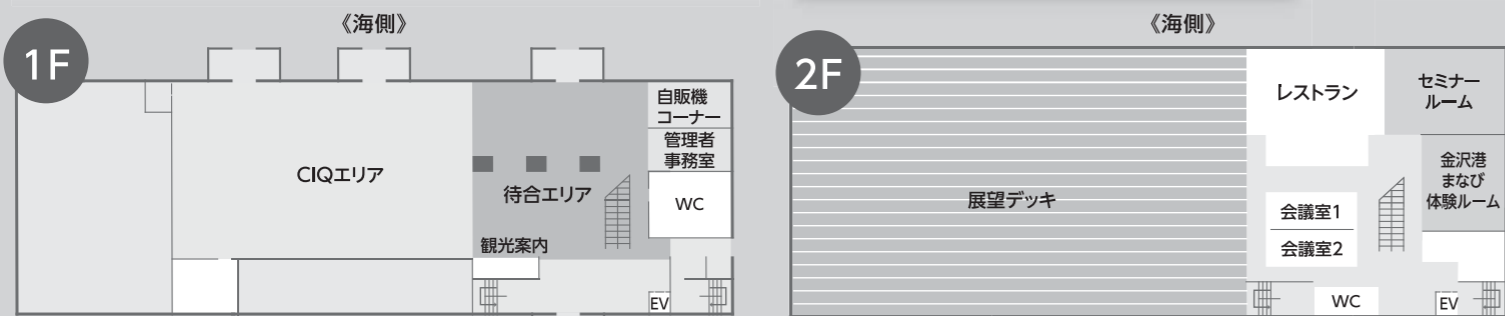 《海側》
1F
自販機
コーナー
管理者
事務室
CIQエリア
待合エリア
WC
観光案内
EV
《海側》
2F
レストラン
セミナー
ルーム
金沢港
まなび
体験ルーム
展望デッキ
会議室1
会議室2
WC
EV